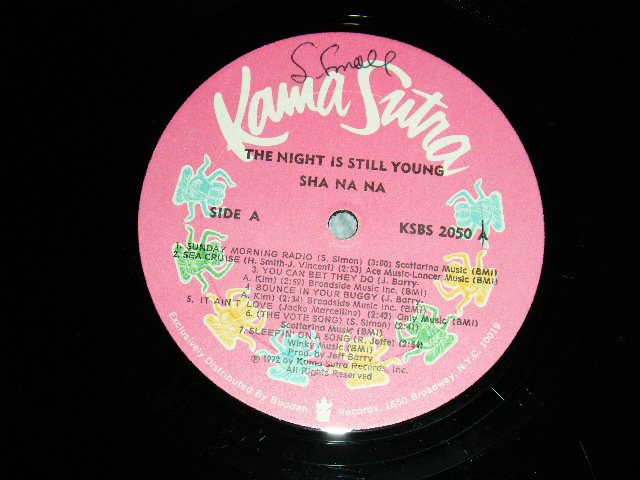 S Small
Kama Sutra
THE NIGHT IS STILL YOUNG
SHA NA NA
SIDE A
KSBS 2050 A
1. SUNDAY MORNING RADIO (S. Simon) (3:00) Scottarina Music (BMI)
2. SEA CRUISE (H. Smith-J. Vincent) (2:53) Ace Music-Lancer Music (BMI)
3. YOU CAN BET THEY DO (J. Barry-
A. Kim) (2:59) Broadside Music Inc. (BMI)
4. BOUNCE IN YOUR BUGGY (J. Barry-
A. Kim) (2:34) Broadside Music Inc. (BMI)
5. IT AIN'T LOVE (Jocko Marcellino) (2:42) Only Music (BMI)
6. (THE VOTE SONG) (S. Simon) (2:41)
Scottarina Music (BMI)
7. SLEEPIN' ON A SONG (R. Joffe) (2:44)
Winky Music (BMI)
Prod. by Jeff Barry
℗ 1972 by Kama Sutra Records, Inc.
All Rights Reserved
Exclusively Distributed By Buddah Records, 1650 Broadway, N.Y.C. 10019